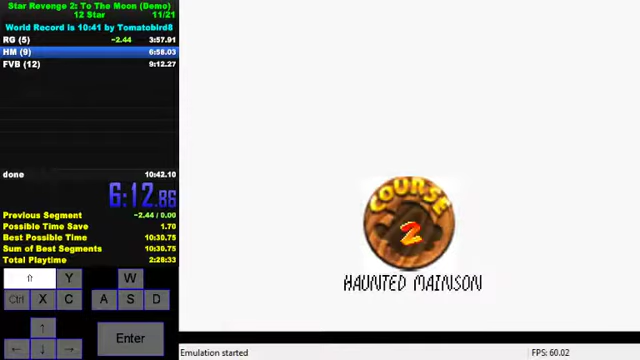 Star Revenge 2: To The Moon (Demo)
12 Star 11/21
World Record is 10:41 by Tomatobird8
RG (5) -2.44 3:57.91
HM (9) 6:58.03
FVB (12) 9:12.27
done 10:42.10
6:12.86
Previous Segment -2.44 / 0.00
Possible Time Save 1.70
Best Possible Time 10:30.75
Sum of Best Segments 10:30.75
Total Playtime 2:28:33
COURSE
2
HAUNTED MAINSON
⇧ Y W
Ctrl X C A S D
↑ Enter
← ↓ →
Emulation started FPS: 60.02